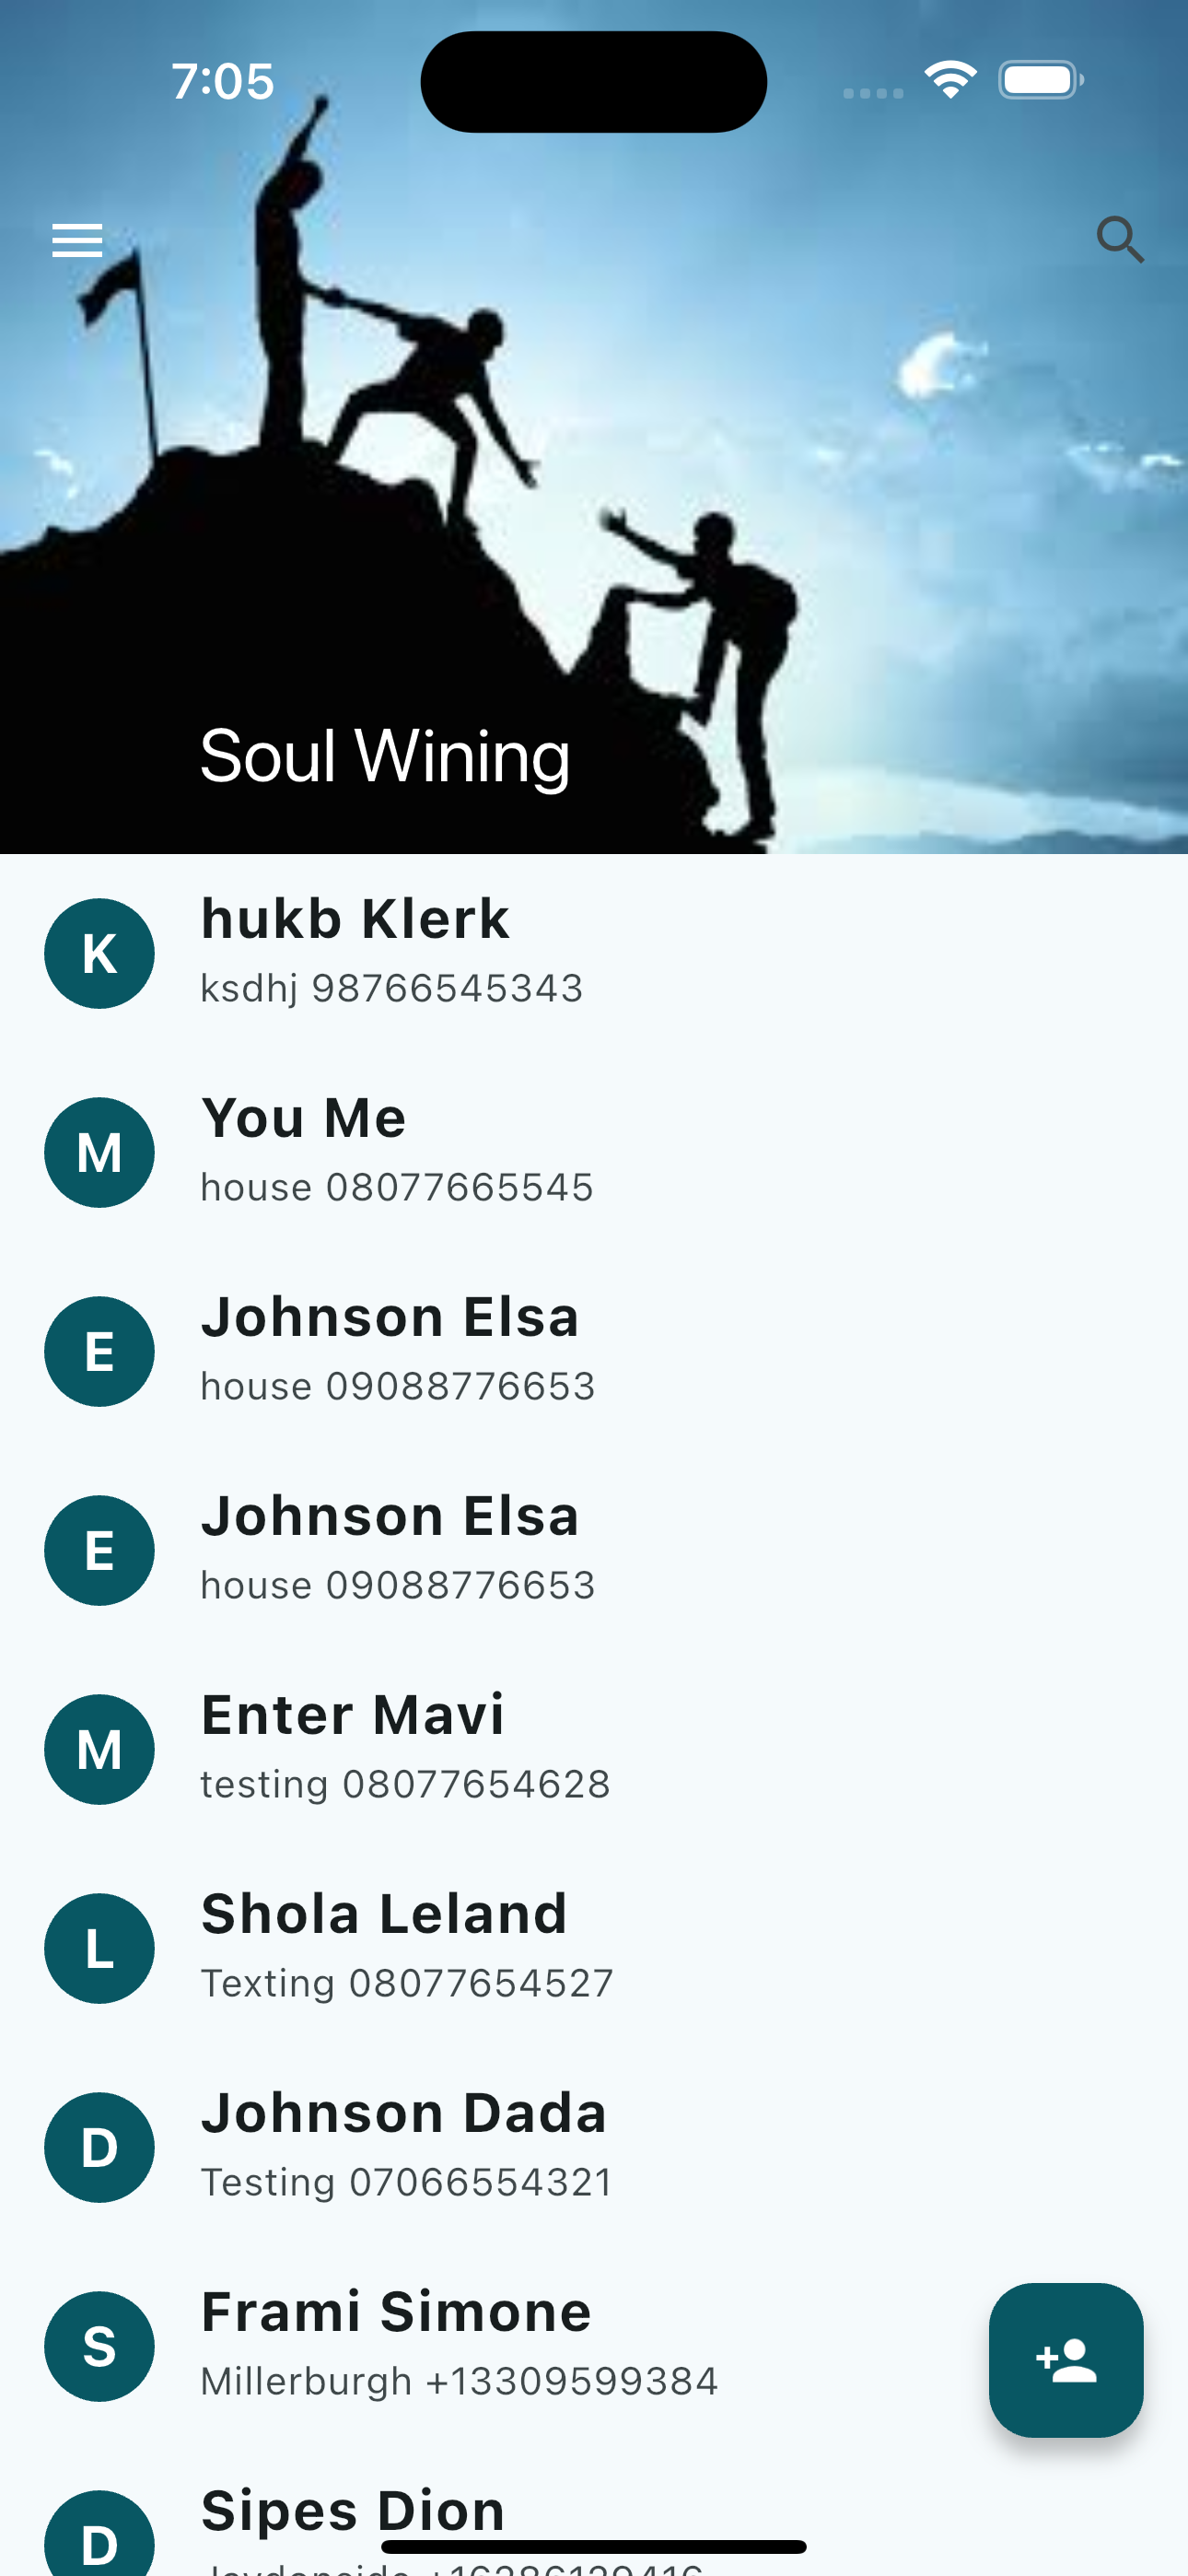 7:05
Soul Wining
K
hukb Klerk
ksdhj 98766545343
M
You Me
house 08077665545
E
Johnson Elsa
house 09088776653
E
Johnson Elsa
house 09088776653
M
Enter Mavi
testing 08077654628
L
Shola Leland
Texting 08077654527
D
Johnson Dada
Testing 07066554321
S
Frami Simone
Millerburgh +13309599384
D
Sipes Dion